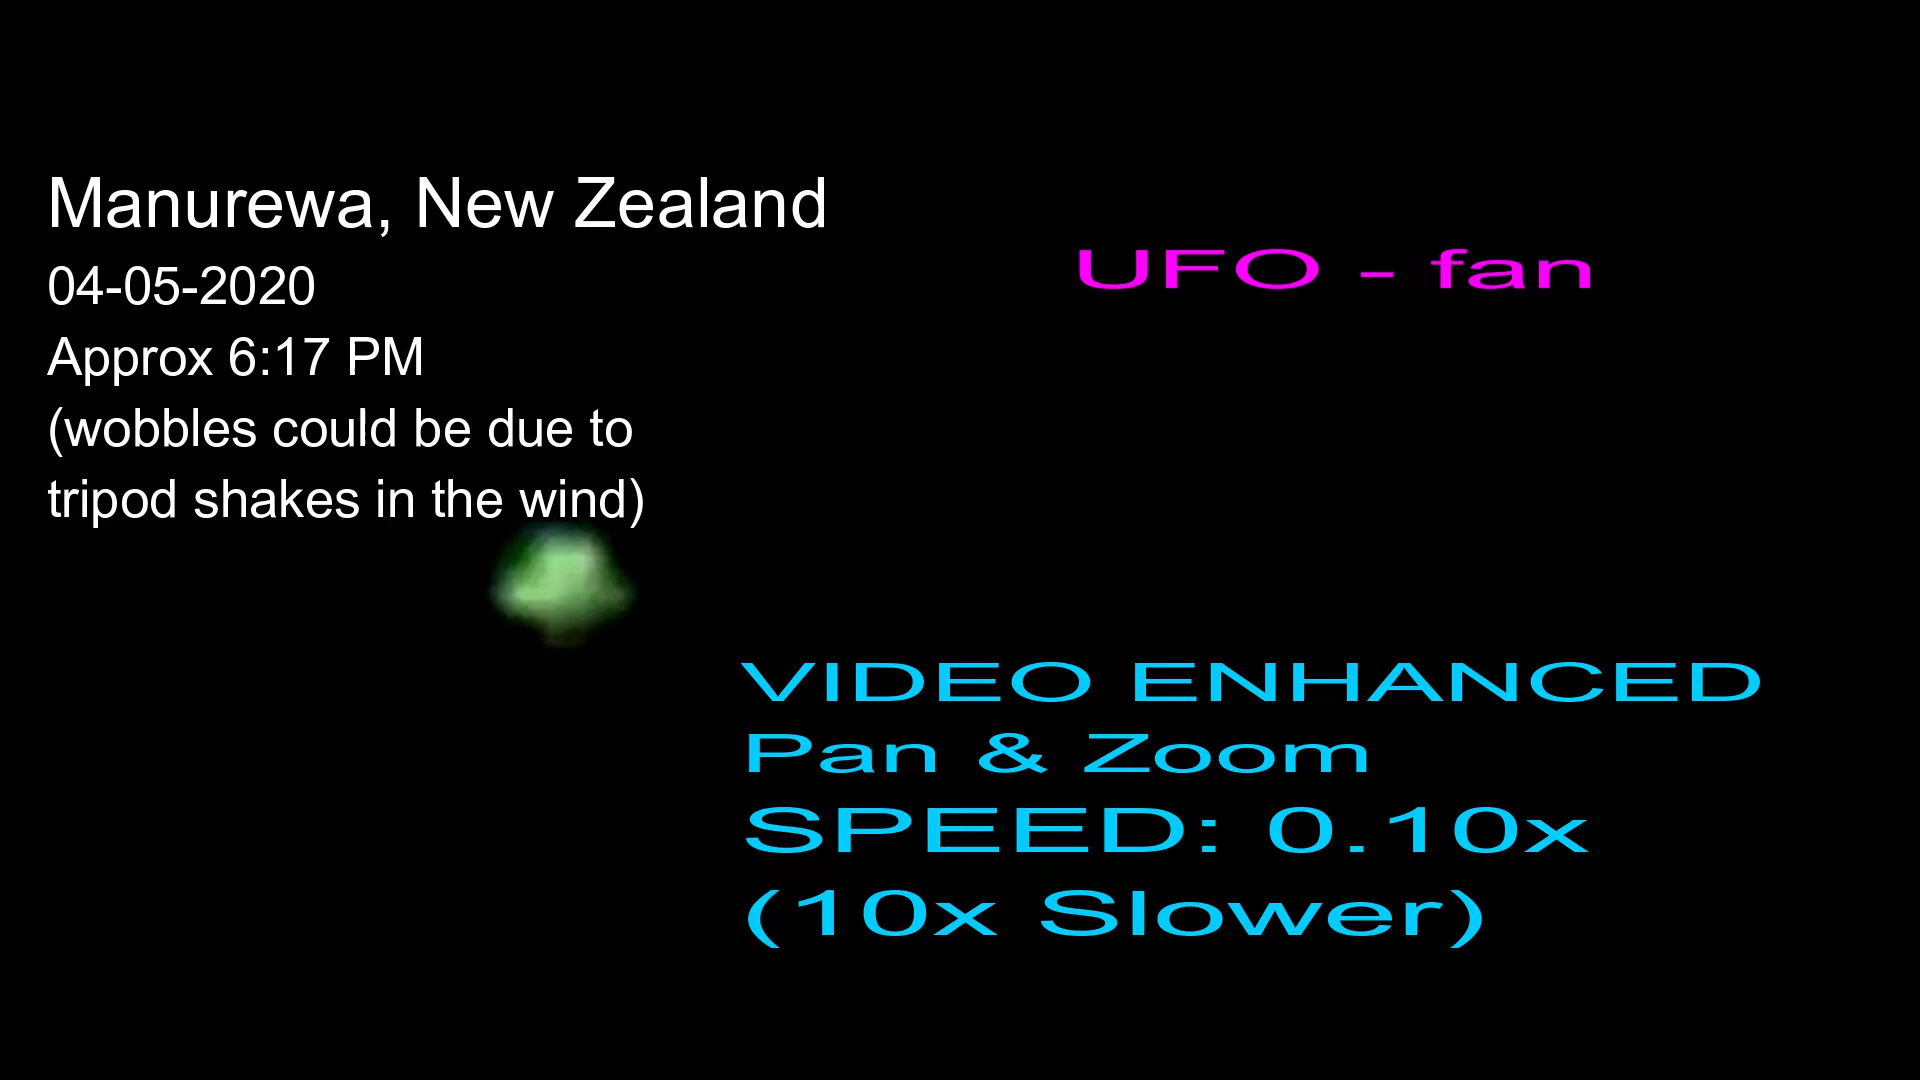 Manurewa, New Zealand
04-05-2020
Approx 6:17 PM
(wobbles could be due to
tripod shakes in the wind)
UFO - fan
VIDEO ENHANCED
Pan & Zoom
SPEED: 0.10x
(10x Slower)